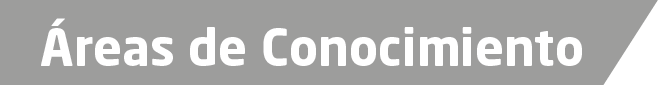 Áreas de Conocimiento